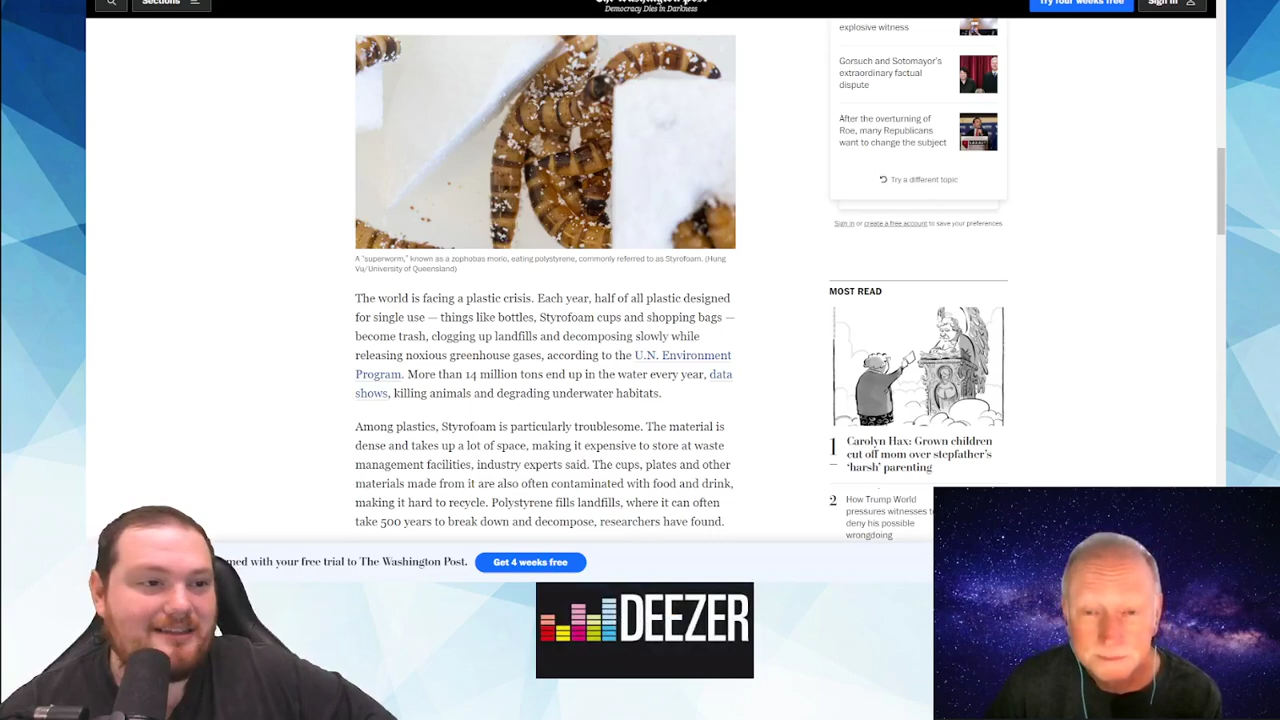 Sections
Democracy Dies in Darkness
Try four weeks free
Sign in
explosive witness
Gorsuch and Sotomayor's
extraordinary factual
dispute
After the overturning of
Roe, many Republicans
want to change the subject
Try a different topic
Sign in or create a free account to save your preferences
A "superworm," known as a zophobas morio, eating polystyrene, commonly referred to as Styrofoam. (Hung
Vu/University of Queensland)
The world is facing a plastic crisis. Each year, half of all plastic designed
for single use — things like bottles, Styrofoam cups and shopping bags —
become trash, clogging up landfills and decomposing slowly while
releasing noxious greenhouse gases, according to the U.N. Environment
Program. More than 14 million tons end up in the water every year, data
shows, killing animals and degrading underwater habitats.
Among plastics, Styrofoam is particularly troublesome. The material is
dense and takes up a lot of space, making it expensive to store at waste
management facilities, industry experts said. The cups, plates and other
materials made from it are also often contaminated with food and drink,
making it hard to recycle. Polystyrene fills landfills, where it can often
take 500 years to break down and decompose, researchers have found.
MOST READ
1
Carolyn Hax: Grown children
cut off mom over stepfather's
'harsh' parenting
2
How Trump World
pressures witnesses to
deny his possible
wrongdoing
with your free trial to The Washington Post.
Get 4 weeks free
DEEZER